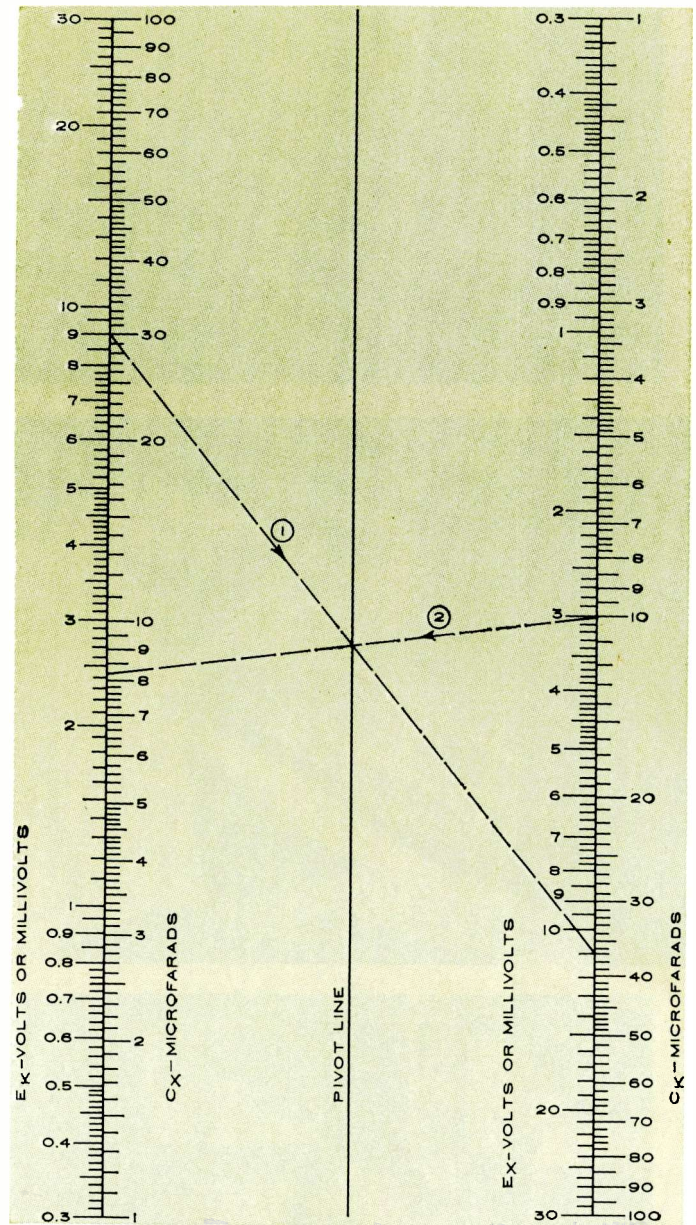 30 100 0.3 1
90
80
0.4
70
20
60 0.5
50 0.6 2
0.7
40 0.8
10 0.9 3
9 30 1
8 4
7
6 20 5
5 6
2 7
4 8
①
9
3 10 ② 3 10
9
8 4
7
2 6 5
5 6 20
7
4 8
9 30
1 10
0.9 3
0.8 40
0.7
0.6 2 50
0.5 60
20 70
0.4 80
90
0.3 1 30 100
EK-VOLTS OR MILLIVOLTS
CX-MICROFARADS
PIVOT LINE
EX-VOLTS OR MILLIVOLTS
CK-MICROFARADS